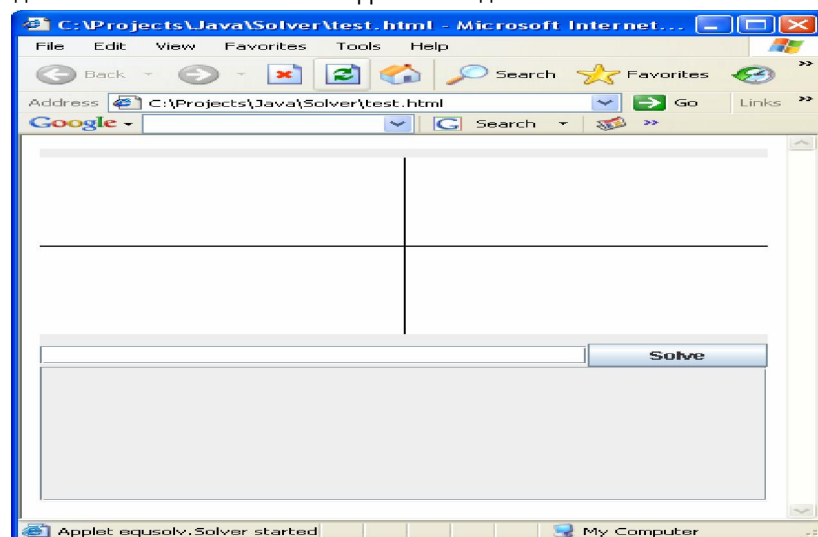 C:\Projects\Java\Solver\test.html - Microsoft Internet...
File Edit View Favorites Tools Help
Back Search Favorites
Address C:\Projects\Java\Solver\test.html Go Links
Google G Search
Solve
Applet equsolv.Solver started My Computer